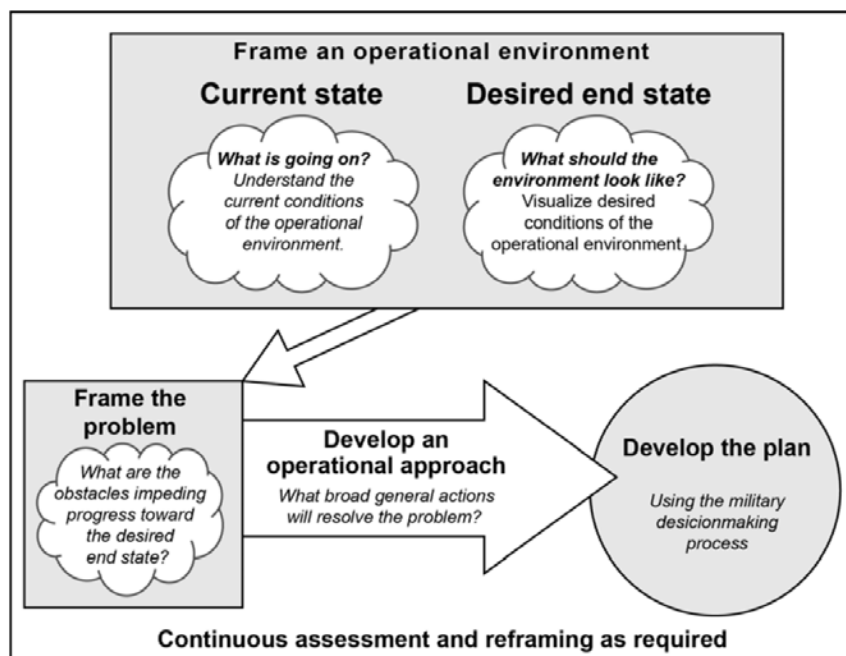 Frame an operational environment
Current state
Desired end state
What is going on?
Understand the
current conditions
of the operational
environment.
What should the
environment look like?
Visualize desired
conditions of the
operational environment
Frame the
problem
What are the
obstacles impeding
progress toward
the desired
end state?
Develop an
operational approach
What broad general actions
will resolve the problem?
Develop the plan
Using the military
desicionmaking
process
Continuous assessment and reframing as required